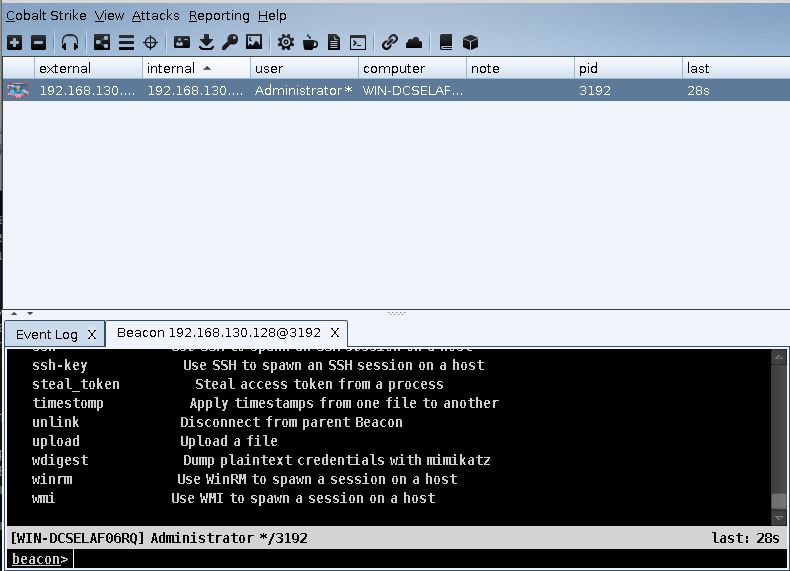 Cobalt Strike View Attacks Reporting Help
external internal user computer note pid last
192.168.130.... 192.168.130.... Administrator * WIN-DCSELAF... 3192 28s
Event Log X Beacon 192.168.130.128@3192 X
ssh-key Use SSH to spawn an SSH session on a host
steal_token Steal access token from a process
timestomp Apply timestamps from one file to another
unlink Disconnect from parent Beacon
upload Upload a file
wdigest Dump plaintext credentials with mimikatz
winrm Use WinRM to spawn a session on a host
wmi Use WMI to spawn a session on a host
[WIN-DCSELAF06RQ] Administrator */3192 last: 28s
beacon>